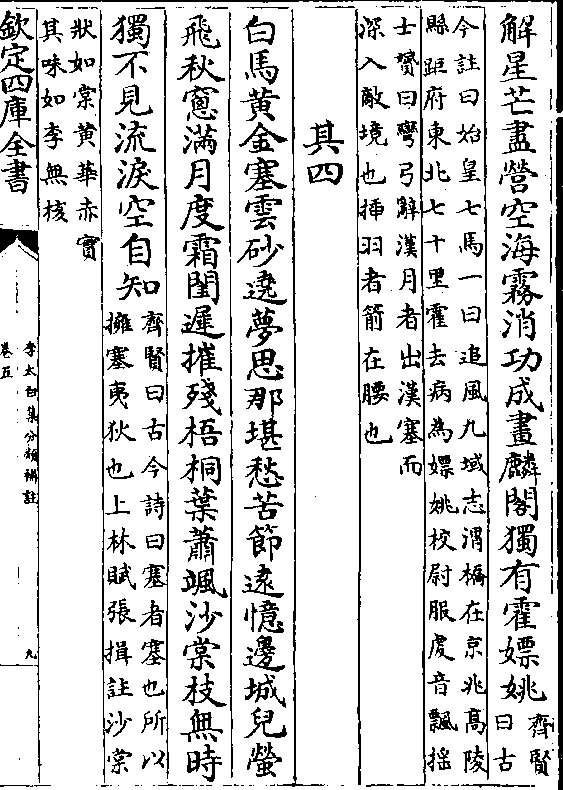 解星芒盡營空海霧消功成畫麟閣獨有霍嫖姚齊賢曰古
今註曰始皇七馬一曰追風九域志渭橋在京兆高陵
縣距府東北七十里霍去病為嫖姚校尉服虔音飄揺
士贇曰彎弓辭漢月者出漢塞而
深入敵境也揷羽者箭在腰也
其四
白馬黄金塞雲砂遶夢思那堪愁苦節逺憶邊城兒螢
飛秋窻滿月度霜閨遲摧殘梧桐葉蕭颯沙棠枝無時
獨不見流淚空自知齊賢曰古今詩曰塞者塞也所以
擁塞夷狄也上林賦張揖註沙棠
狀如棠黄華赤實
其味如李無核
欽定四庫全書
李太白集分類補註
卷五
九